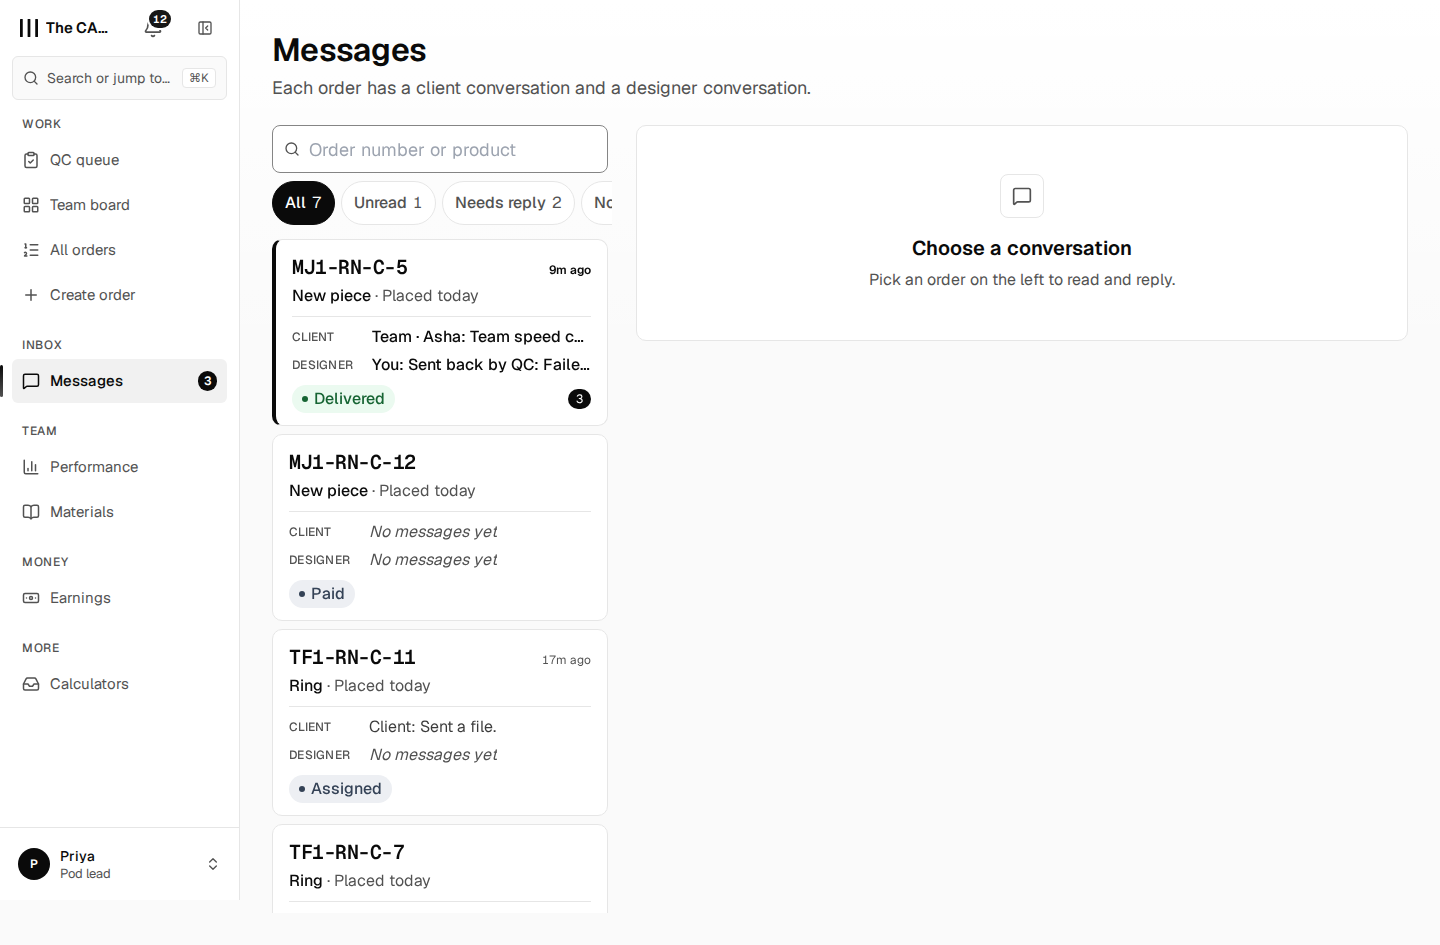 The CA...
12
Search or jump to...
⌘K
WORK
QC queue
Team board
All orders
Create order
INBOX
Messages
3
TEAM
Performance
Materials
MONEY
Earnings
MORE
Calculators
P
Priya
Pod lead
Messages
Each order has a client conversation and a designer conversation.
Order number or product
All 7
Unread 1
Needs reply 2
No
MJ1-RN-C-5
9m ago
New piece · Placed today
CLIENT
Team · Asha: Team speed c...
DESIGNER
You: Sent back by QC: Faile...
Delivered
3
MJ1-RN-C-12
New piece · Placed today
CLIENT
No messages yet
DESIGNER
No messages yet
Paid
TF1-RN-C-11
17m ago
Ring · Placed today
CLIENT
Client: Sent a file.
DESIGNER
No messages yet
Assigned
TF1-RN-C-7
Ring · Placed today
Choose a conversation
Pick an order on the left to read and reply.